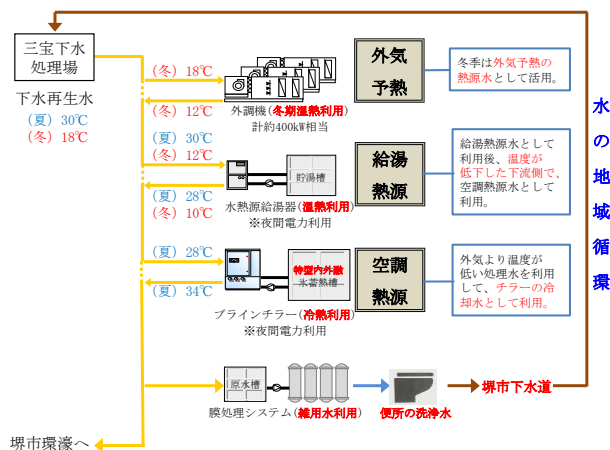 三宝下水
処理場
下水再生水
（夏）30℃
（冬）18℃
（冬）18℃
（冬）12℃
外調機（冬期温熱利用）
計約400kW相当
外気
予熱
冬季は外気予熱の
熱源水として活用。
（夏）30℃
（冬）12℃
（夏）28℃
（冬）10℃
貯湯槽
水熱源給湯器（温熱利用）
※夜間電力利用
給湯
熱源
給湯熱源水として
利用後、温度が
低下した下流側で、
空調熱源水として
利用。
（夏）28℃
（夏）34℃
特型内外融
氷蓄熱槽
ブラインチラー（冷熱利用）
※夜間電力利用
空調
熱源
外気より温度が
低い処理水を利用
して、チラーの冷
却水として利用。
水の地域循環
原水槽
膜処理システム（雑用水利用）
便所の洗浄水
堺市下水道
堺市環濠へ